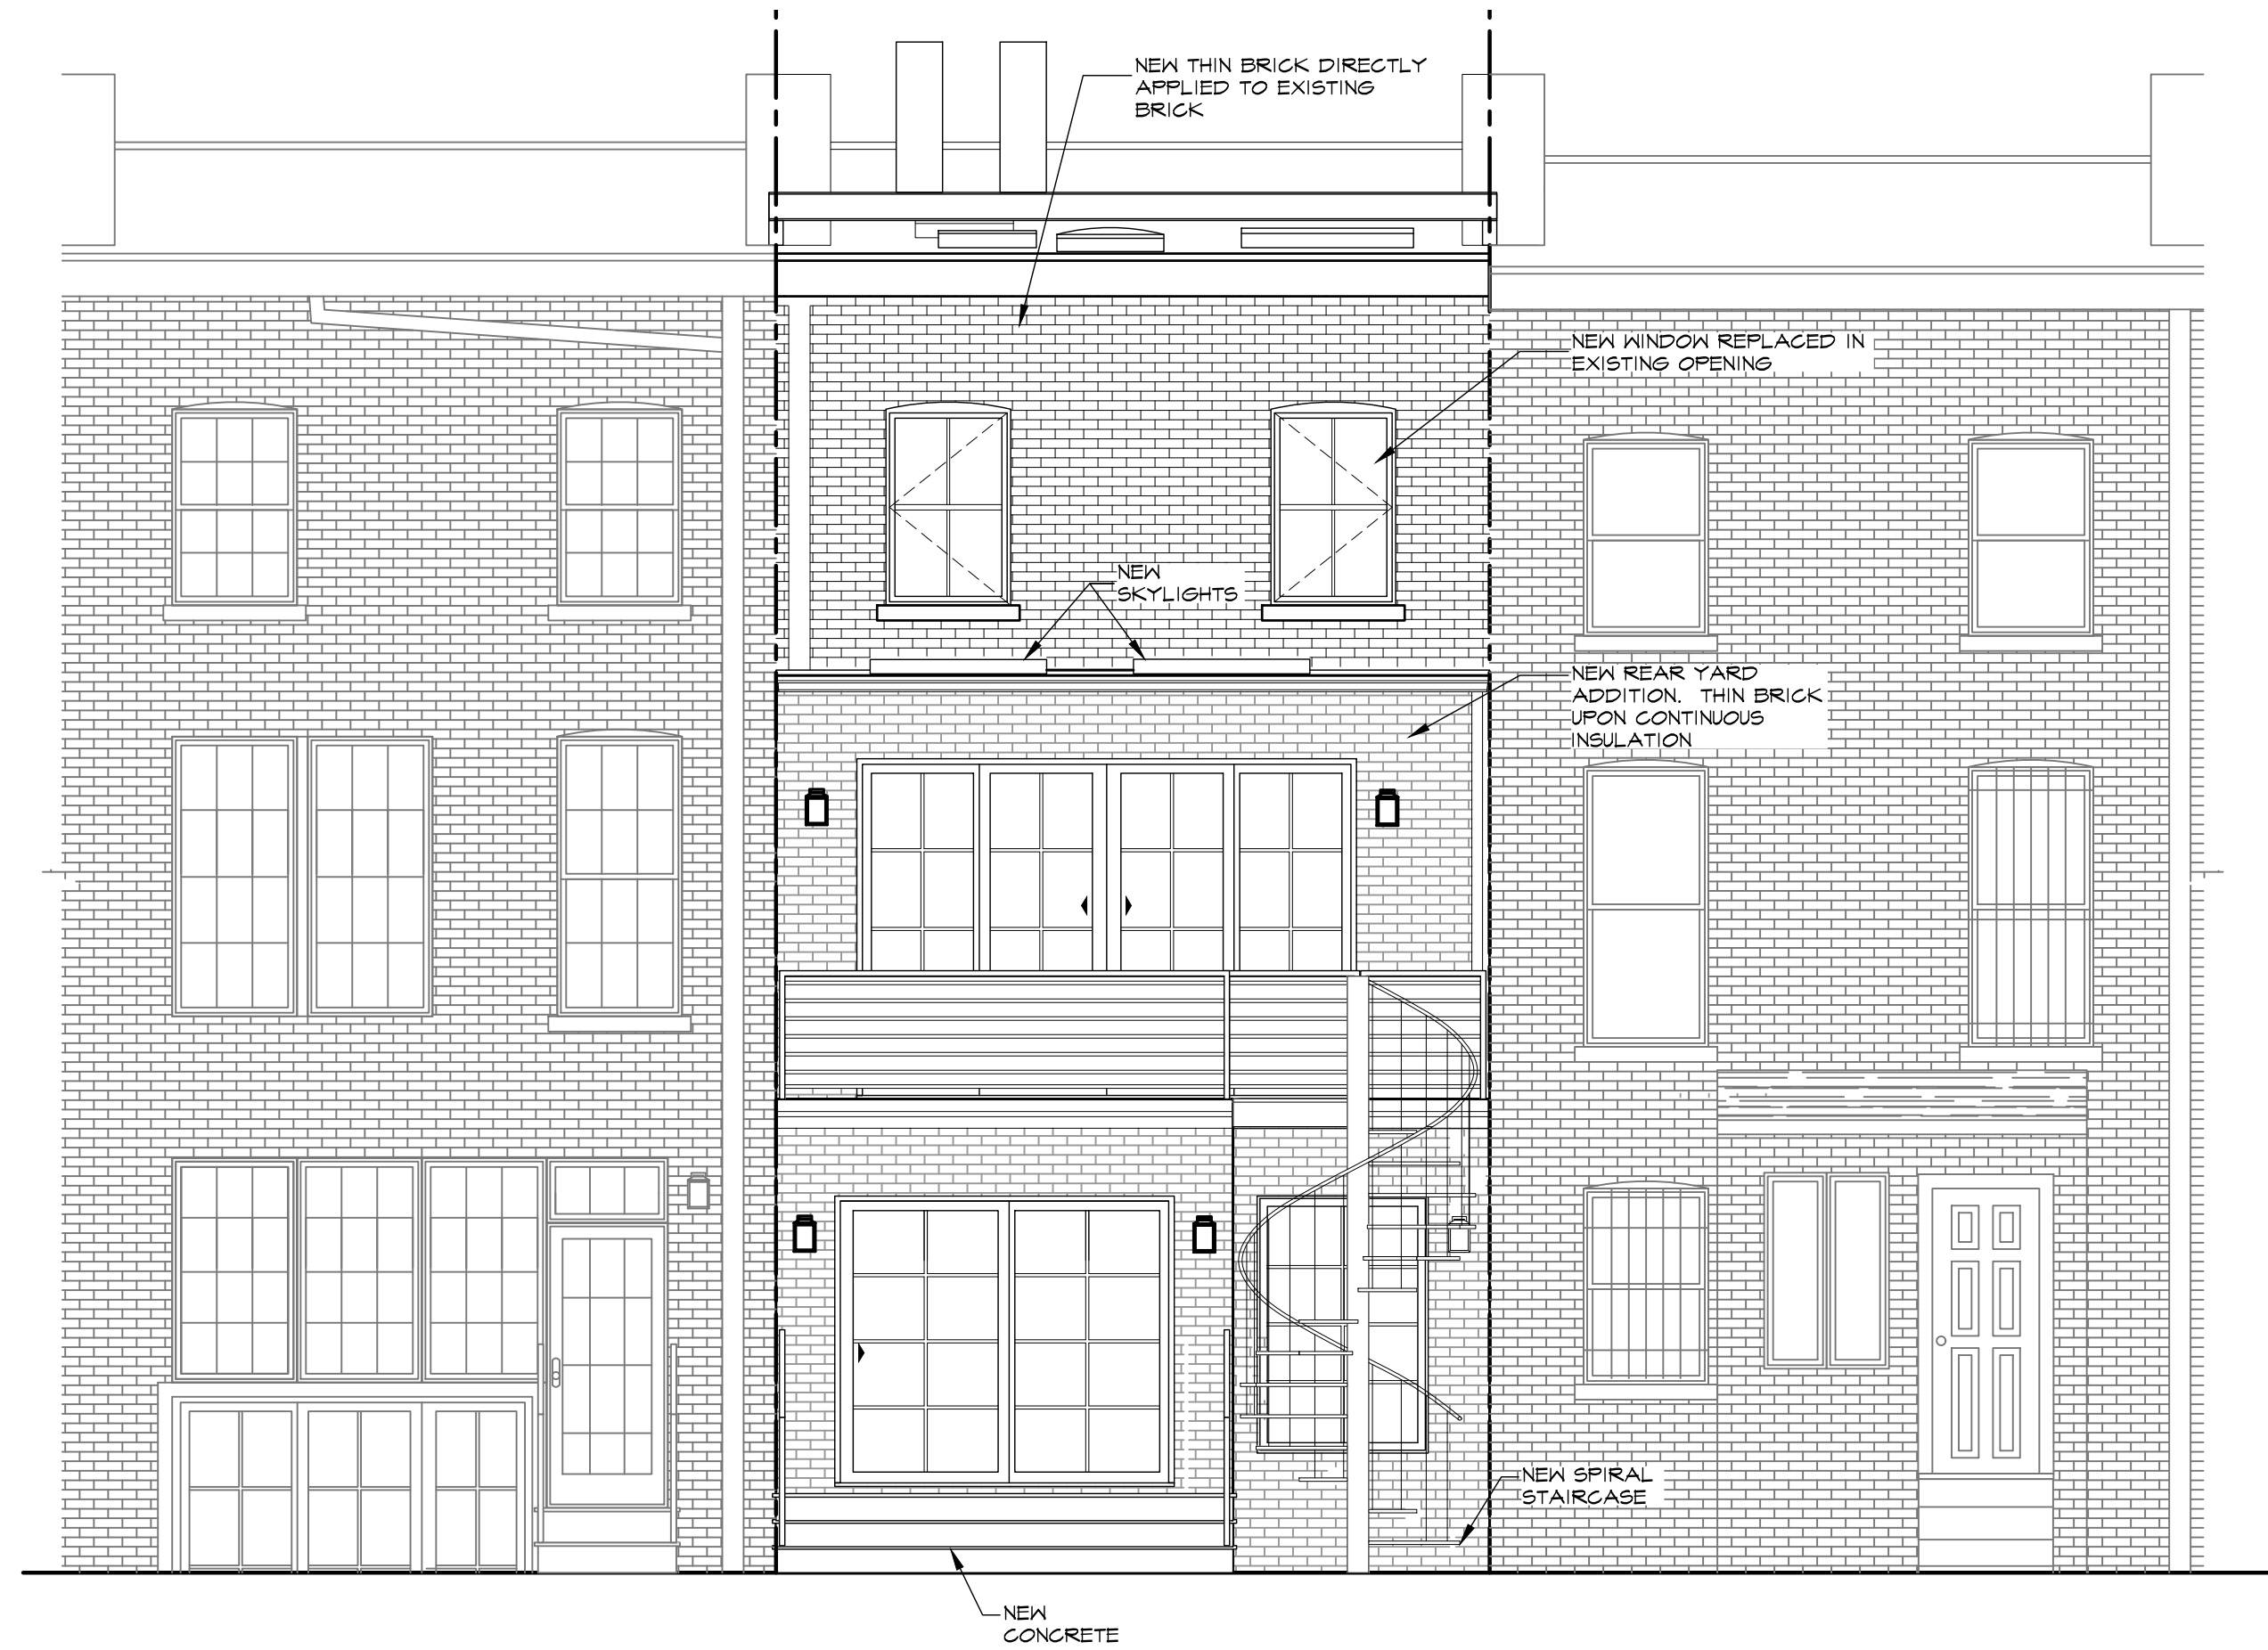 NEW THIN BRICK DIRECTLY
APPLIED TO EXISTING
BRICK
NEW WINDOW REPLACED IN
EXISTING OPENING
NEW
SKYLIGHTS
NEW REAR YARD
ADDITION. THIN BRICK
UPON CONTINUOUS
INSULATION
NEW SPIRAL
STAIRCASE
NEW
CONCRETE